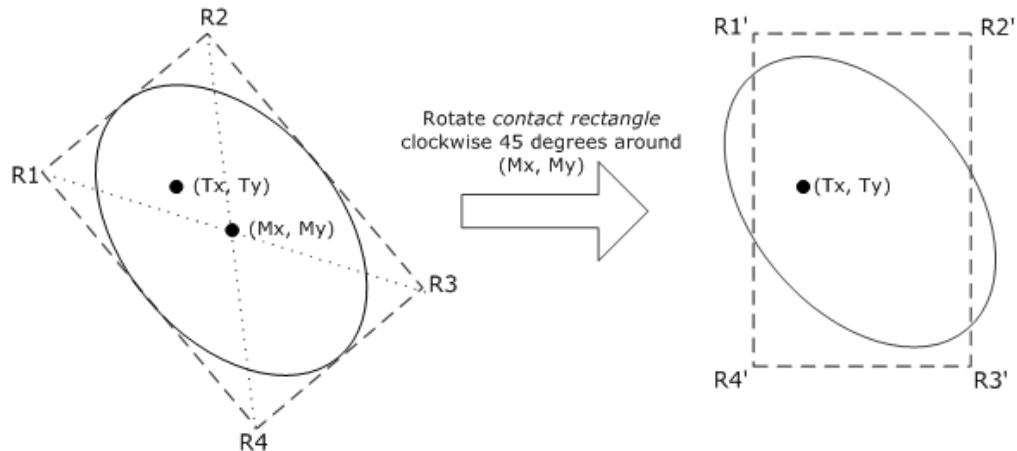 R2
R1
(Tx, Ty)
(Mx, My)
R3
R4
Rotate contact rectangle
clockwise 45 degrees around
(Mx, My)
R1'
R2'
(Tx, Ty)
R4'
R3'